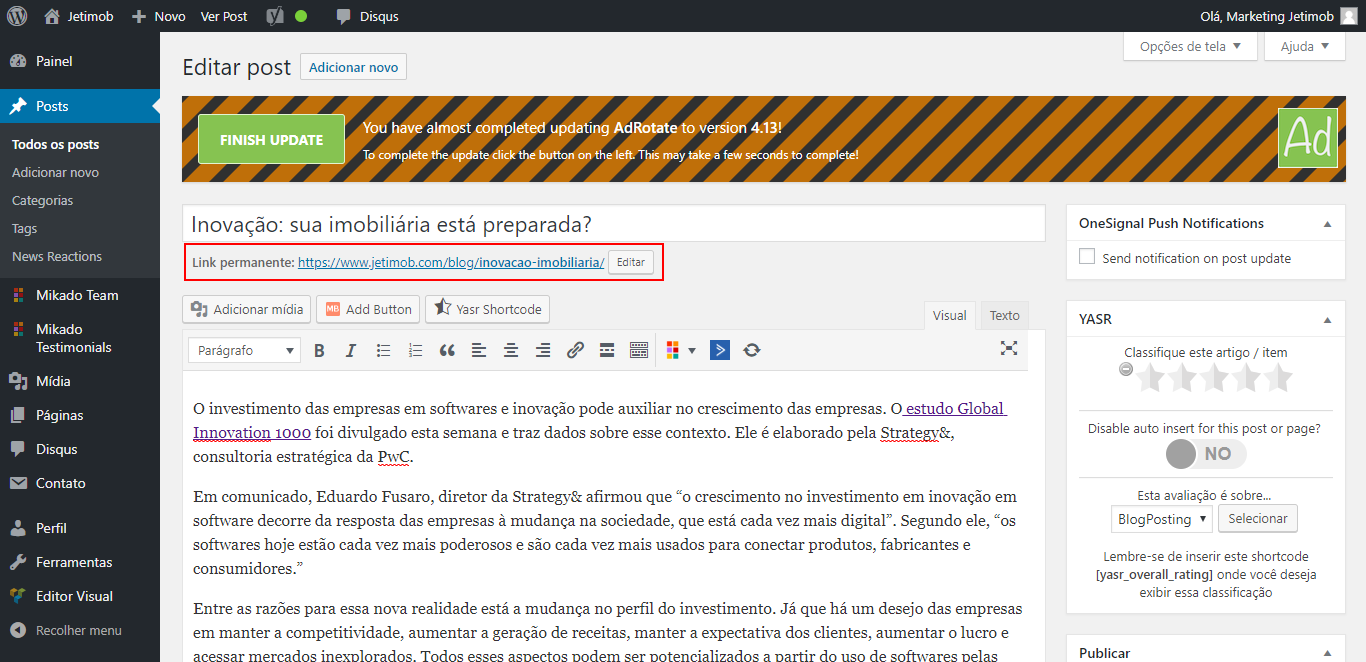 Jetimob
Novo
Ver Post
Disqus
Olá, Marketing Jetimob
Painel
Posts
Todos os posts
Adicionar novo
Categorias
Tags
News Reactions
Mikado Team
Mikado
Testimonials
Mídia
Páginas
Disqus
Contato
Perfil
Ferramentas
Editor Visual
Recolher menu
Opções de tela
Ajuda
Editar post
Adicionar novo
FINISH UPDATE
You have almost completed updating AdRotate to version 4.13!
To complete the update click the button on the left. This may take a few seconds to complete!
Ad
Inovação: sua imobiliária está preparada?
Link permanente: https://www.jetimob.com/blog/inovacao-imobiliaria/ Editar
Adicionar mídia
MB Add Button
Yasr Shortcode
Visual
Texto
Parágrafo
B I
O investimento das empresas em softwares e inovação pode auxiliar no crescimento das empresas. O estudo Global
Innovation 1000 foi divulgado esta semana e traz dados sobre esse contexto. Ele é elaborado pela Strategy&,
consultoria estratégica da PwC.
Em comunicado, Eduardo Fusaro, diretor da Strategy& afirmou que “o crescimento no investimento em inovação em
software decorre da resposta das empresas à mudança na sociedade, que está cada vez mais digital”. Segundo ele, “os
softwares hoje estão cada vez mais poderosos e são cada vez mais usados para conectar produtos, fabricantes e
consumidores.”
Entre as razões para essa nova realidade está a mudança no perfil do investimento. Já que há um desejo das empresas
em manter a competitividade, aumentar a geração de receitas, manter a expectativa dos clientes, aumentar o lucro e
acessar mercados inexplorados. Todos esses aspectos podem ser potencializados a partir do uso de softwares pelas
OneSignal Push Notifications
Send notification on post update
YASR
Classifique este artigo / item
Disable auto insert for this post or page?
NO
Esta avaliação é sobre...
BlogPosting
Selecionar
Lembre-se de inserir este shortcode
[yasr_overall_rating] onde você deseja
exibir essa classificação
Publicar